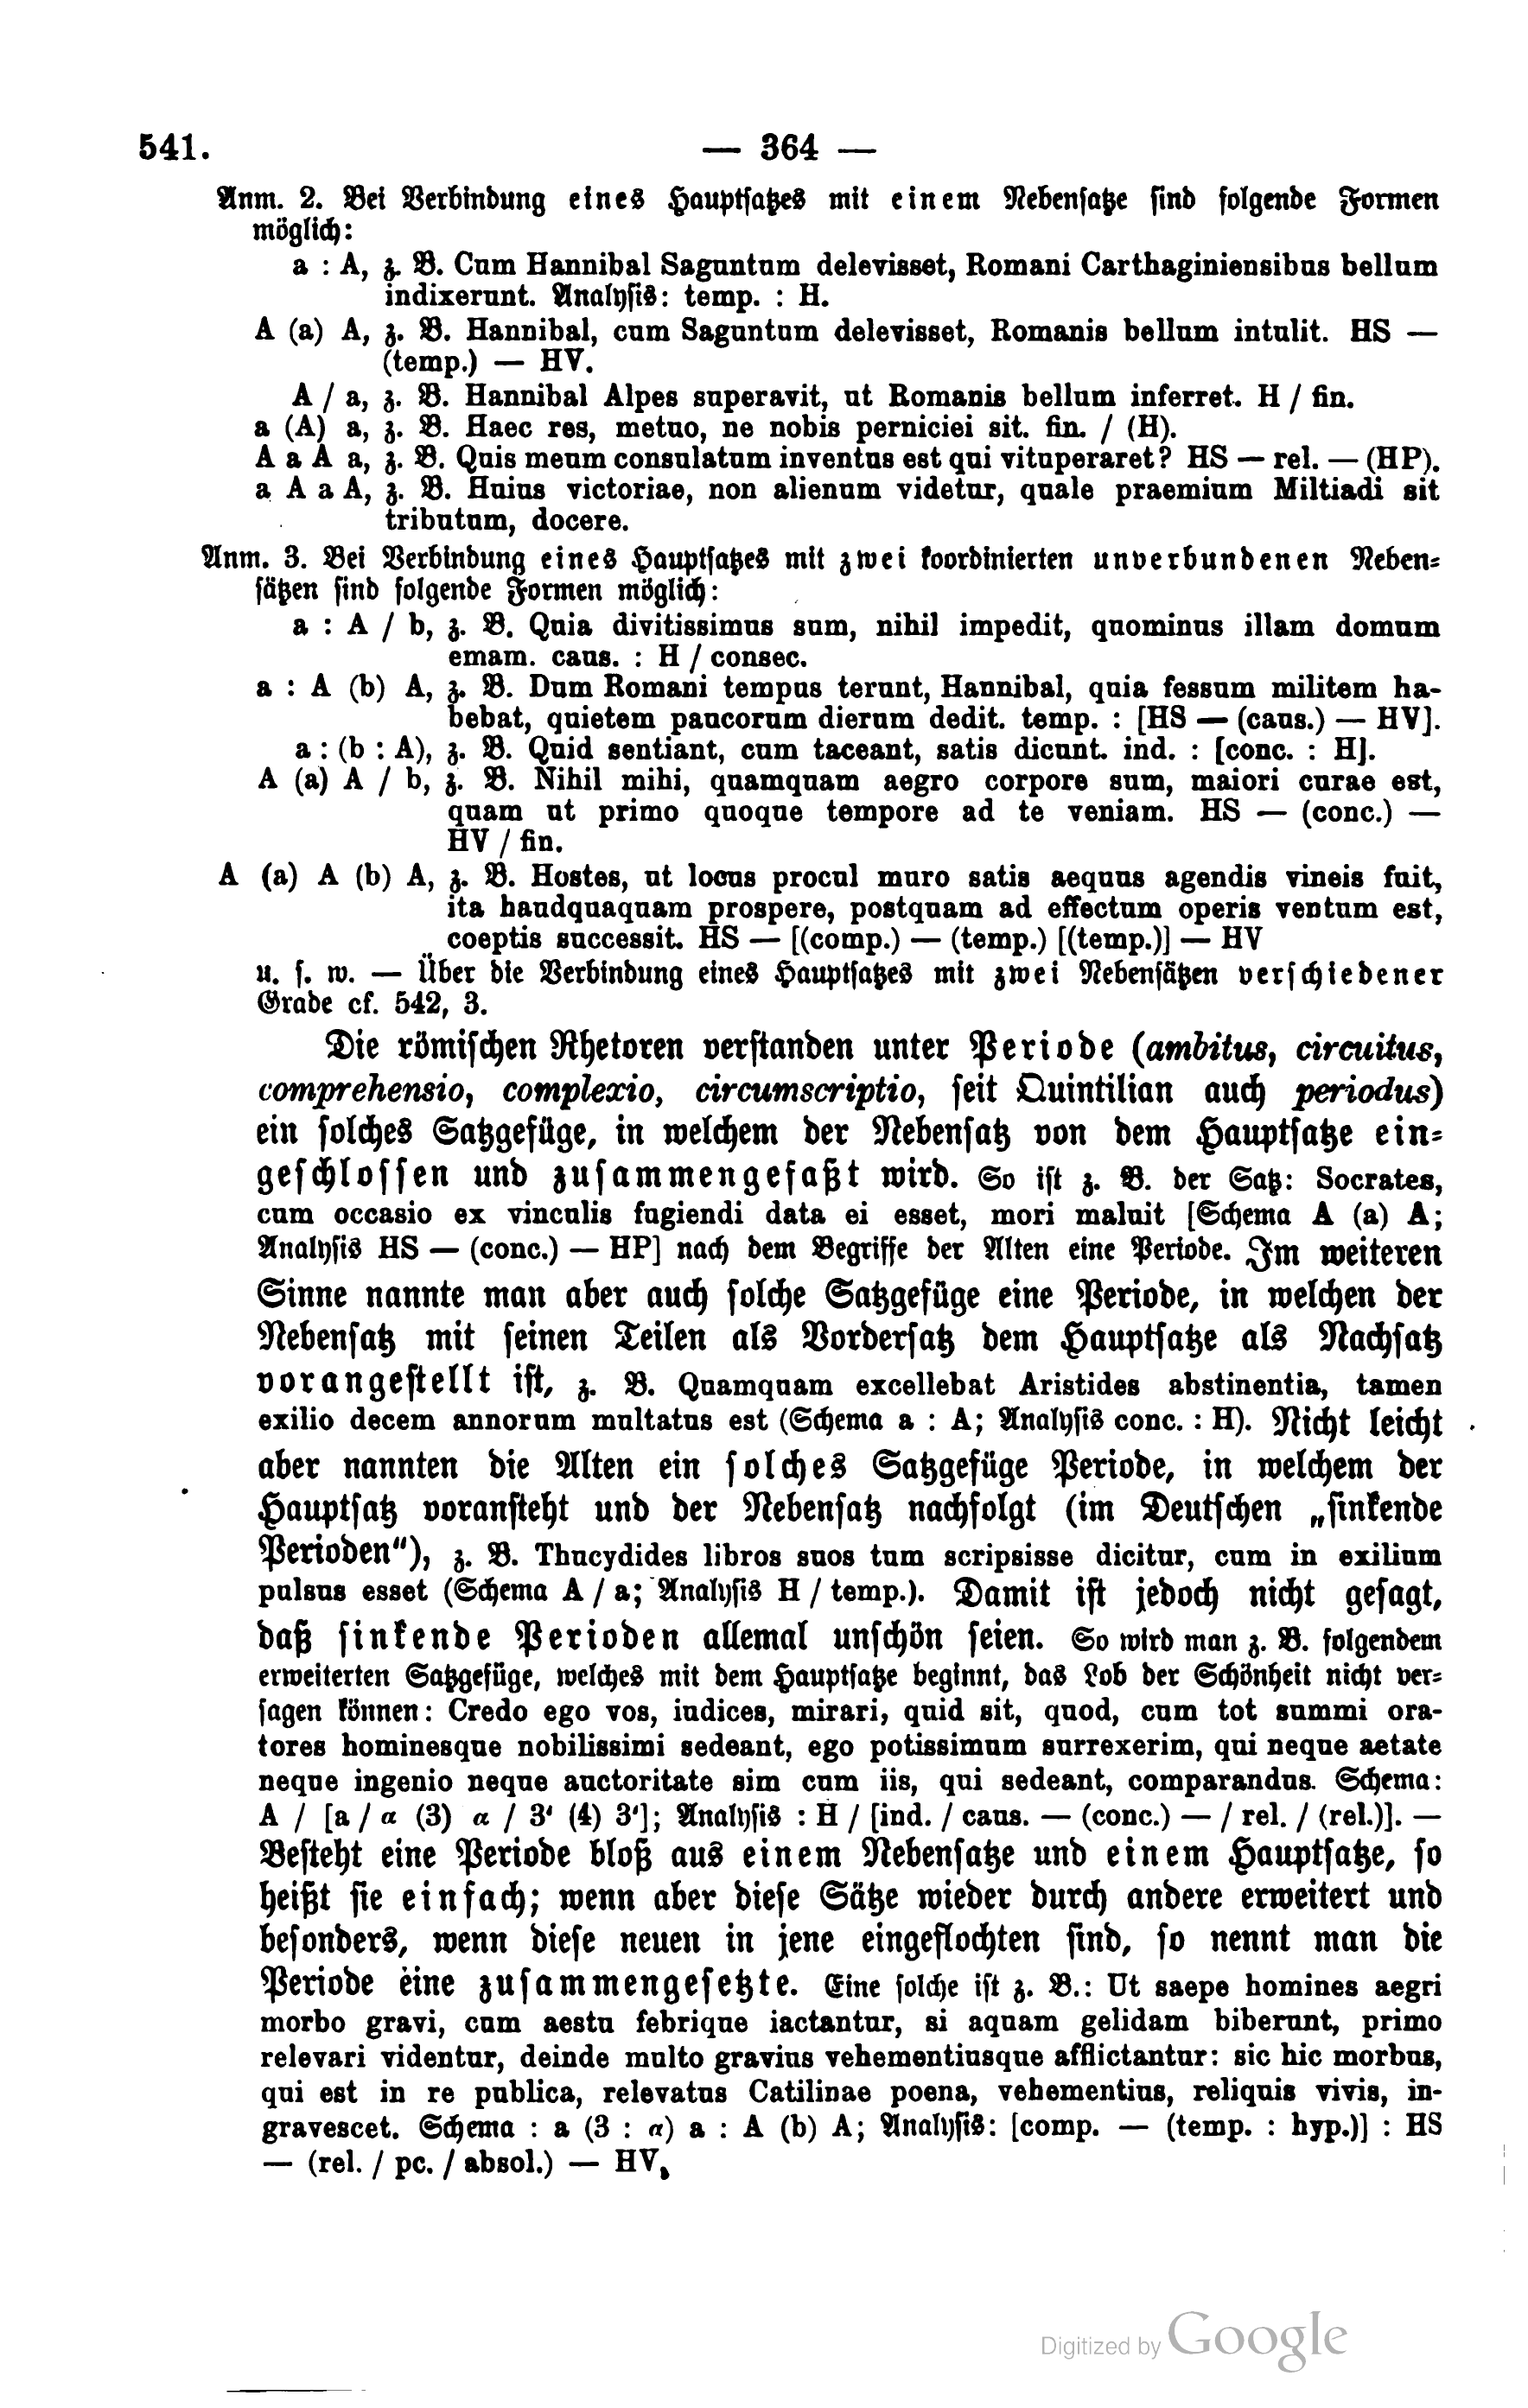 541.
— 364 —
Anm. 2. Bei Verbindung eines Hauptsatzes mit einem Nebensatze sind folgende Formen
möglich:
a : A, z. B. Cum Hannibal Saguntum delevisset, Romani Carthaginiensibus bellum
indixerunt. Analysis: temp. : H.
A (a) A, z. B. Hannibal, cum Saguntum delevisset, Romanis bellum intulit. HS —
(temp.) — HV.
A / a, z. B. Hannibal Alpes superavit, ut Romanis bellum inferret. H / fin.
a (A) a, z. B. Haec res, metuo, ne nobis perniciei sit. fin. / (H).
A a A a, z. B. Quis meum consulatum inventus est qui vituperaret? HS — rel. — (HP).
a A a A, z. B. Huius victoriae, non alienum videtur, quale praemium Miltiadi sit
tributum, docere.
Anm. 3. Bei Verbindung eines Hauptsatzes mit zwei koordinierten unverbundenen Neben-
sätzen sind folgende Formen möglich:
a : A / b, z. B. Quia divitissimus sum, nihil impedit, quominus illam domum
emam. caus. : H / consec.
a : A (b) A, z. B. Dum Romani tempus terunt, Hannibal, quia fessum militem ha-
bebat, quietem paucorum dierum dedit. temp. : [HS — (caus.) — HV].
a : (b : A), z. B. Quid sentiant, cum taceant, satis dicunt. ind. : [conc. : H].
A (a) A / b, z. B. Nihil mihi, quamquam aegro corpore sum, maiori curae est,
quam ut primo quoque tempore ad te veniam. HS — (conc.) —
HV / fin.
A (a) A (b) A, z. B. Hostes, ut locus procul muro satis aequus agendis vineis fuit,
ita haudquaquam prospere, postquam ad effectum operis ventum est,
coeptis successit. HS — [(comp.) — (temp.) [(temp.)] — HV
u. s. w. — Über die Verbindung eines Hauptsatzes mit zwei Nebensätzen verschiedener
Grade cf. 542, 3.
Die römischen Rhetoren verstanden unter Periode (ambitus, circuitus,
comprehensio, complexio, circumscriptio, seit Quintilian auch periodus)
ein solches Satzgefüge, in welchem der Nebensatz von dem Hauptsatze ein-
geschlossen und zusammengefaßt wird. So ist z. B. der Satz: Socrates,
cum occasio ex vinculis fugiendi data ei esset, mori maluit [Schema A (a) A;
Analysis HS — (conc.) — HP] nach dem Begriffe der Alten eine Periode. Im weiteren
Sinne nannte man aber auch solche Satzgefüge eine Periode, in welchen der
Nebensatz mit seinen Teilen als Vordersatz dem Hauptsatze als Nachsatz
vorangestellt ist, z. B. Quamquam excellebat Aristides abstinentia, tamen
exilio decem annorum multatus est (Schema a : A; Analysis conc. : H). Nicht leicht
aber nannten die Alten ein solches Satzgefüge Periode, in welchem der
Hauptsatz voransteht und der Nebensatz nachfolgt (im Deutschen „sinkende
Perioden“), z. B. Thucydides libros suos tum scripsisse dicitur, cum in exilium
pulsus esset (Schema A / a; Analysis H / temp.). Damit ist jedoch nicht gesagt,
daß sinkende Perioden allemal unschön seien. So wird man z. B. folgendem
erweiterten Satzgefüge, welches mit dem Hauptsatze beginnt, das Lob der Schönheit nicht ver-
sagen können: Credo ego vos, iudices, mirari, quid sit, quod, cum tot summi ora-
tores hominesque nobilissimi sedeant, ego potissimum surrexerim, qui neque aetate
neque ingenio neque auctoritate sim cum iis, qui sedeant, comparandus. Schema:
A / [a / α (3) α / 3' (4) 3']; Analysis : H / [ind. / caus. — (conc.) — / rel. / (rel.)]. —
Besteht eine Periode bloß aus einem Nebensatze und einem Hauptsatze, so
heißt sie einfach; wenn aber diese Sätze wieder durch andere erweitert und
besonders, wenn diese neuen in jene eingeflochten sind, so nennt man die
Periode eine zusammengesetzte. Eine solche ist z. B.: Ut saepe homines aegri
morbo gravi, cum aestu febrique iactantur, si aquam gelidam biberunt, primo
relevari videntur, deinde multo gravius vehementiusque afflictantur: sic hic morbus,
qui est in re publica, relevatus Catilinae poena, vehementius, reliquis vivis, in-
gravescet. Schema : a (3 : α) a : A (b) A; Analysis: [comp. — (temp. : hyp.)] : HS
— (rel. / pc. / absol.) — HV.
Digitized by Google